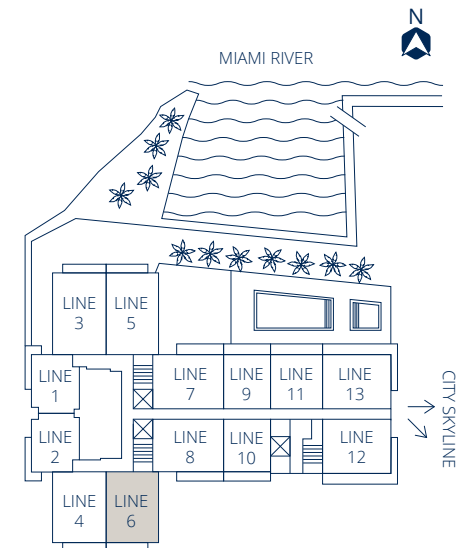 N
MIAMI RIVER
LINE
3
LINE
5
LINE
1
LINE
7
LINE
9
LINE
11
LINE
13
CITY SKYLINE
LINE
2
LINE
8
LINE
10
LINE
12
LINE
4
LINE
6